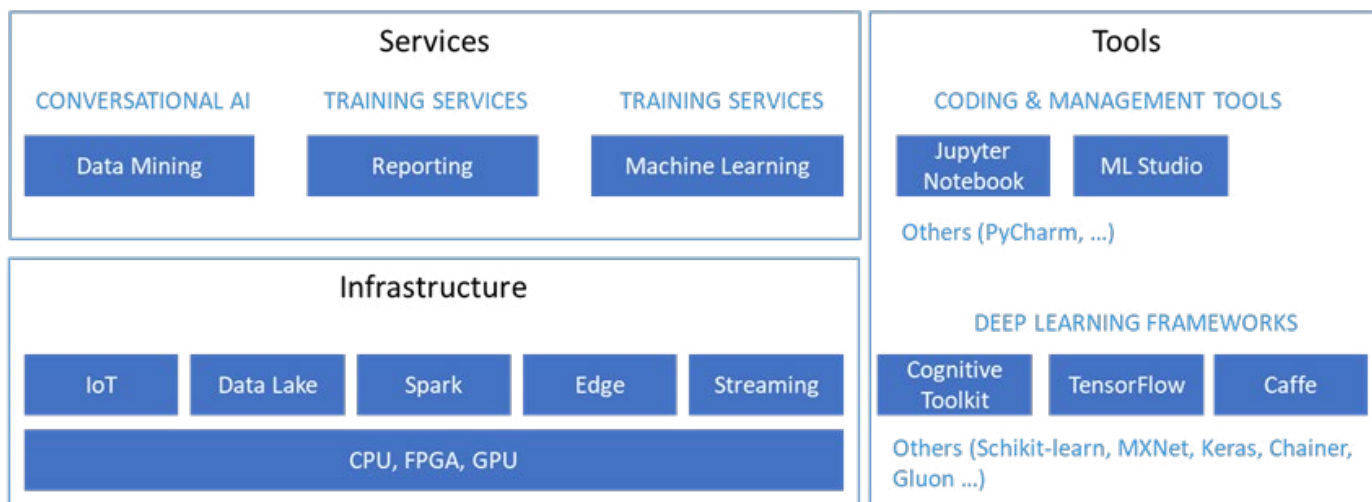 Services
CONVERSATIONAL AI
TRAINING SERVICES
TRAINING SERVICES
Data Mining
Reporting
Machine Learning
Infrastructure
IoT
Data Lake
Spark
Edge
Streaming
CPU, FPGA, GPU
Tools
CODING & MANAGEMENT TOOLS
Jupyter
Notebook
ML Studio
Others (PyCharm, ...)
DEEP LEARNING FRAMEWORKS
Cognitive
Toolkit
TensorFlow
Caffe
Others (Schikit-learn, MXNet, Keras, Chainer,
Gluon ...)